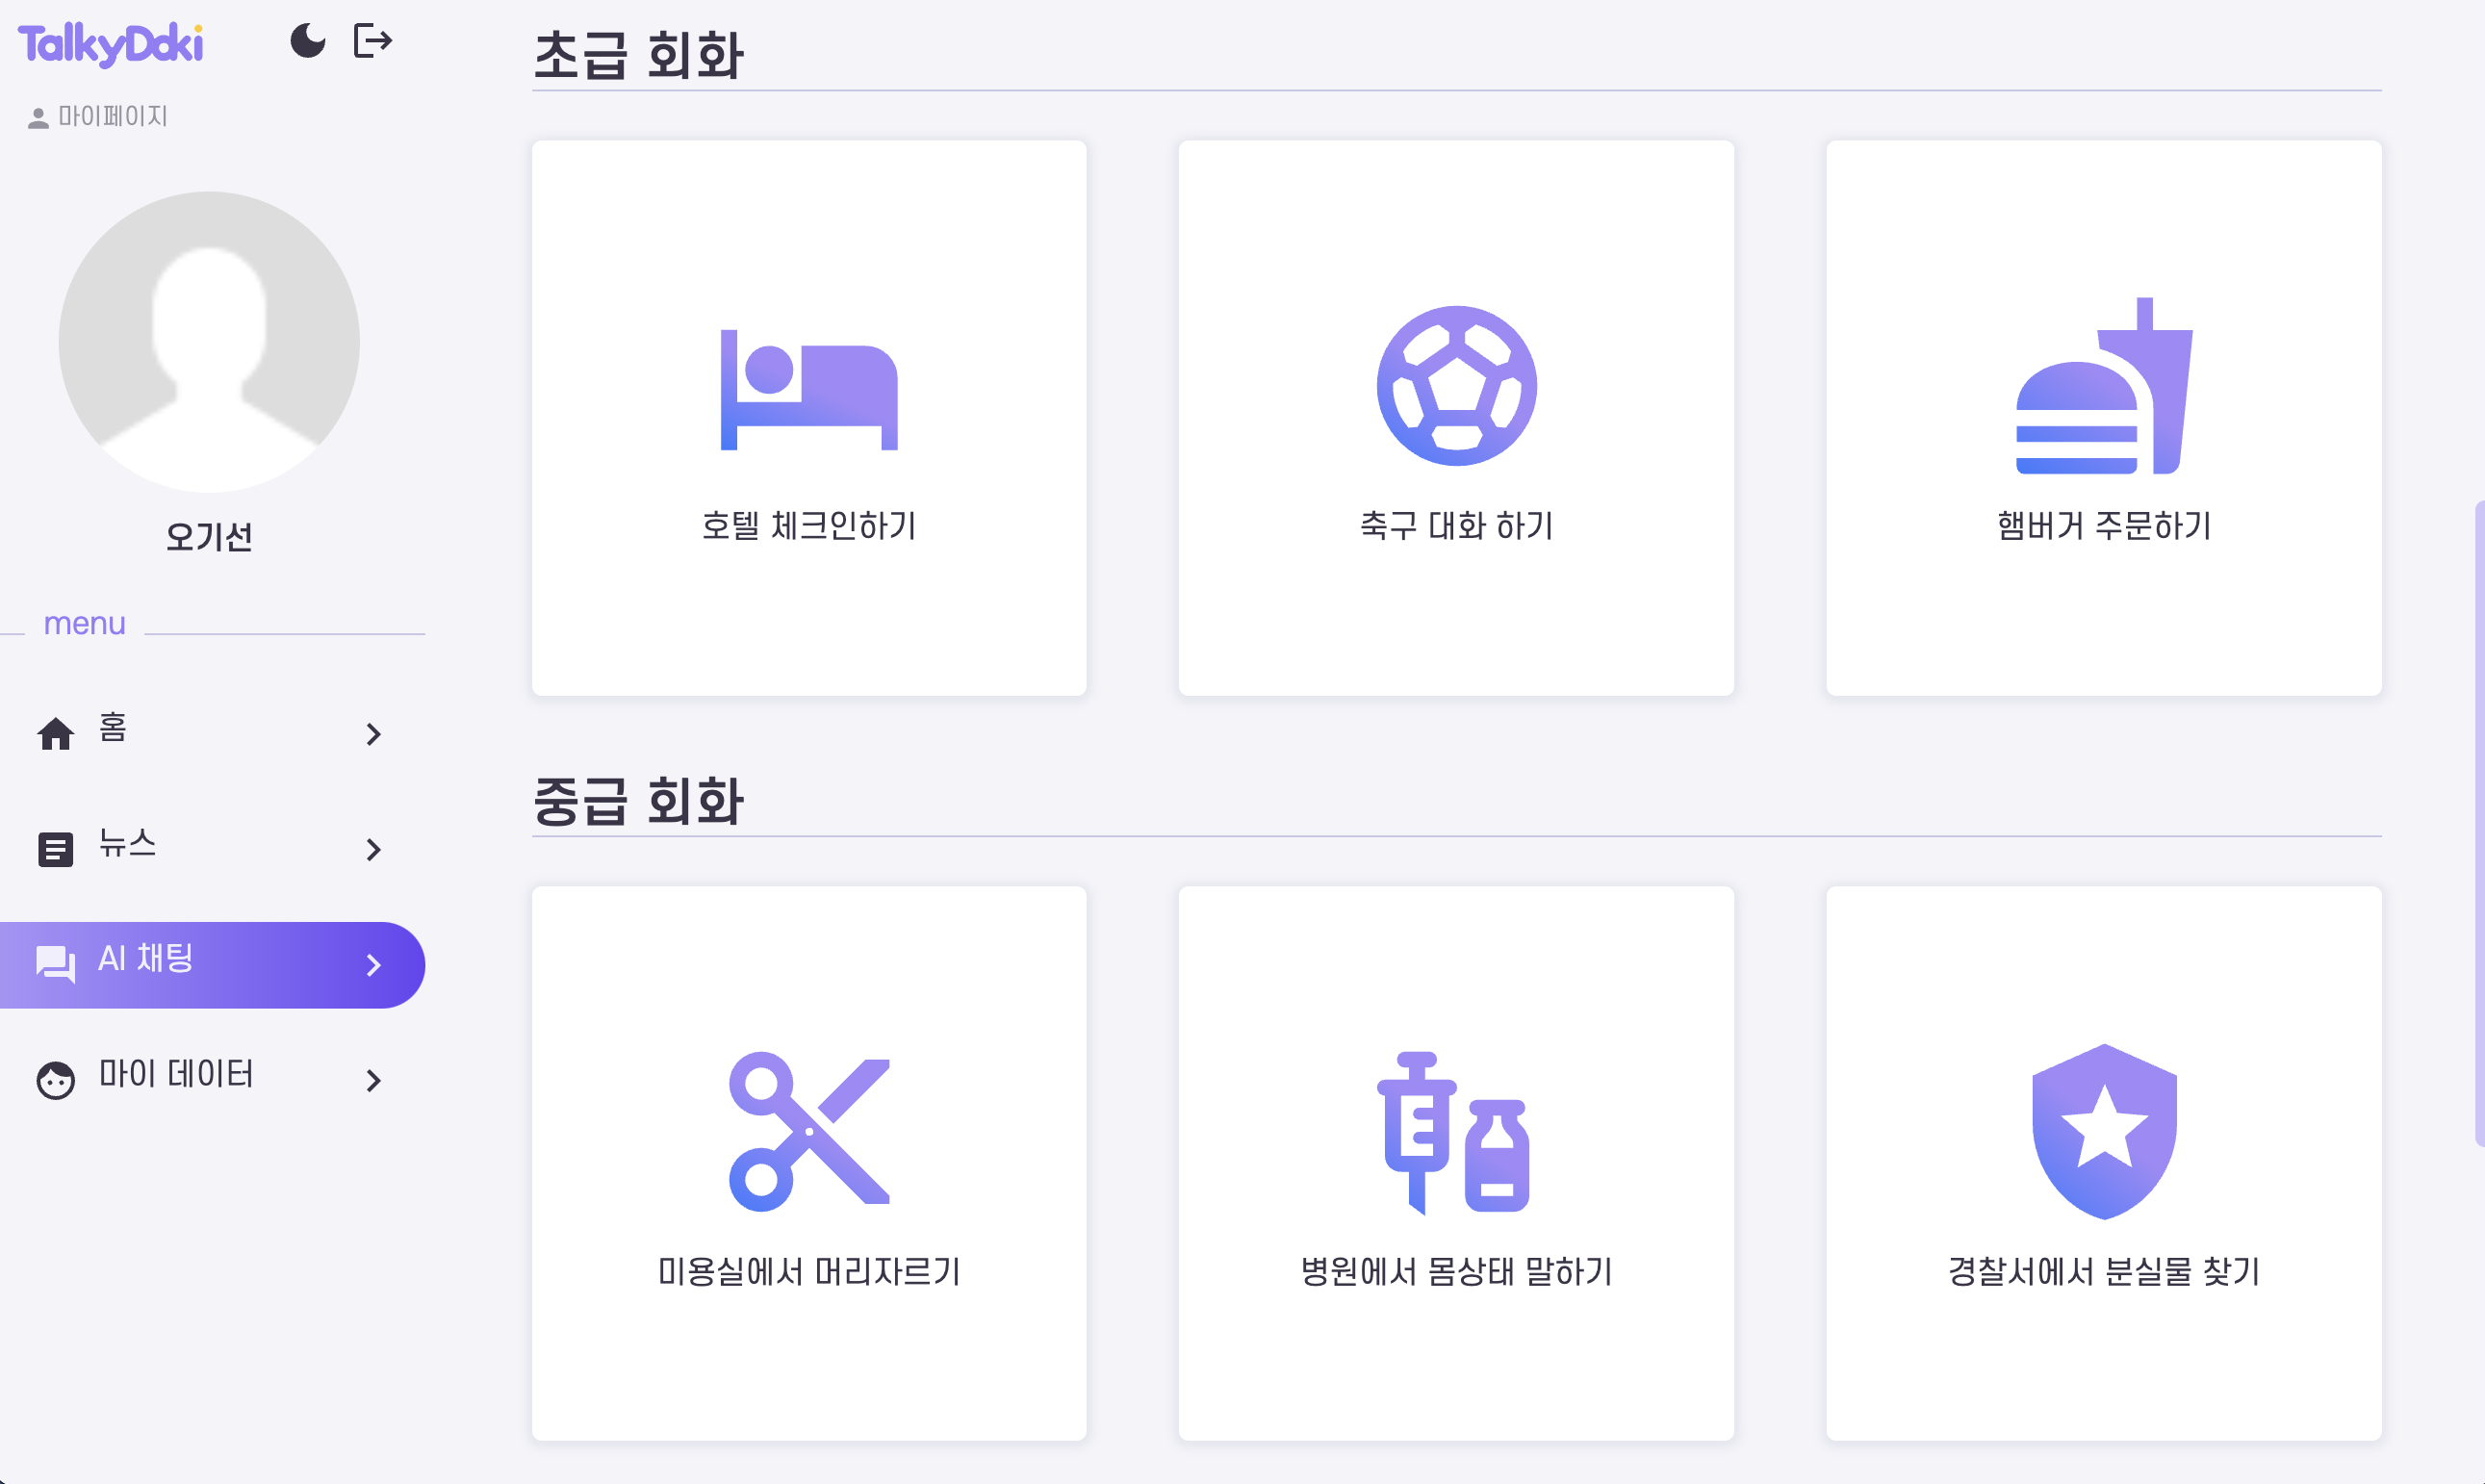 TalkyDoki
마이페이지
오기선
menu
홈
뉴스
AI 채팅
마이 데이터
초급 회화
호텔 체크인하기
축구 대화 하기
햄버거 주문하기
중급 회화
미용실에서 머리자르기
병원에서 몸상태 말하기
경찰서에서 분실물 찾기